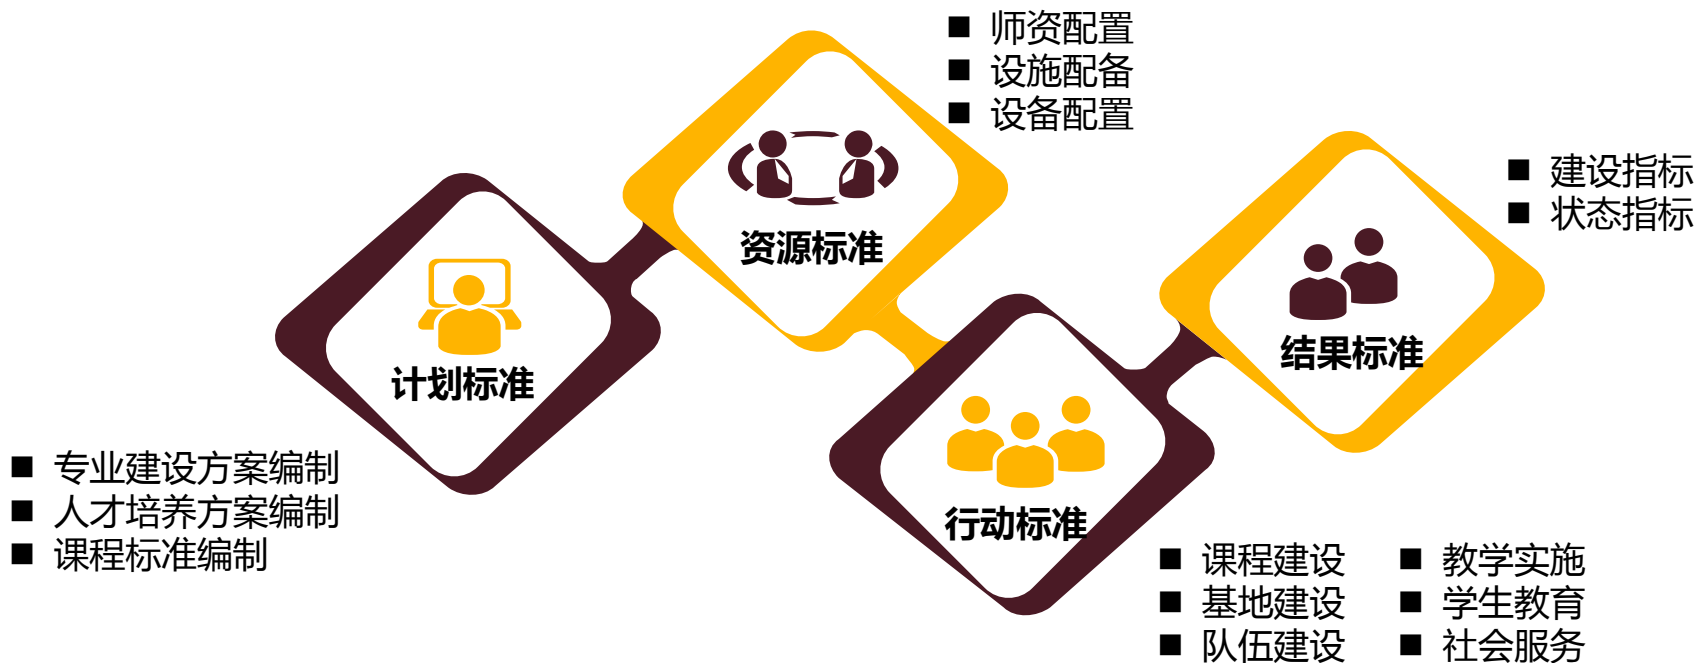 计划标准
■ 专业建设方案编制
■ 人才培养方案编制
■ 课程标准编制
资源标准
■ 师资配置
■ 设施配备
■ 设备配置
行动标准
■ 课程建设
■ 基地建设
■ 队伍建设
■ 教学实施
■ 学生教育
■ 社会服务
结果标准
■ 建设指标
■ 状态指标